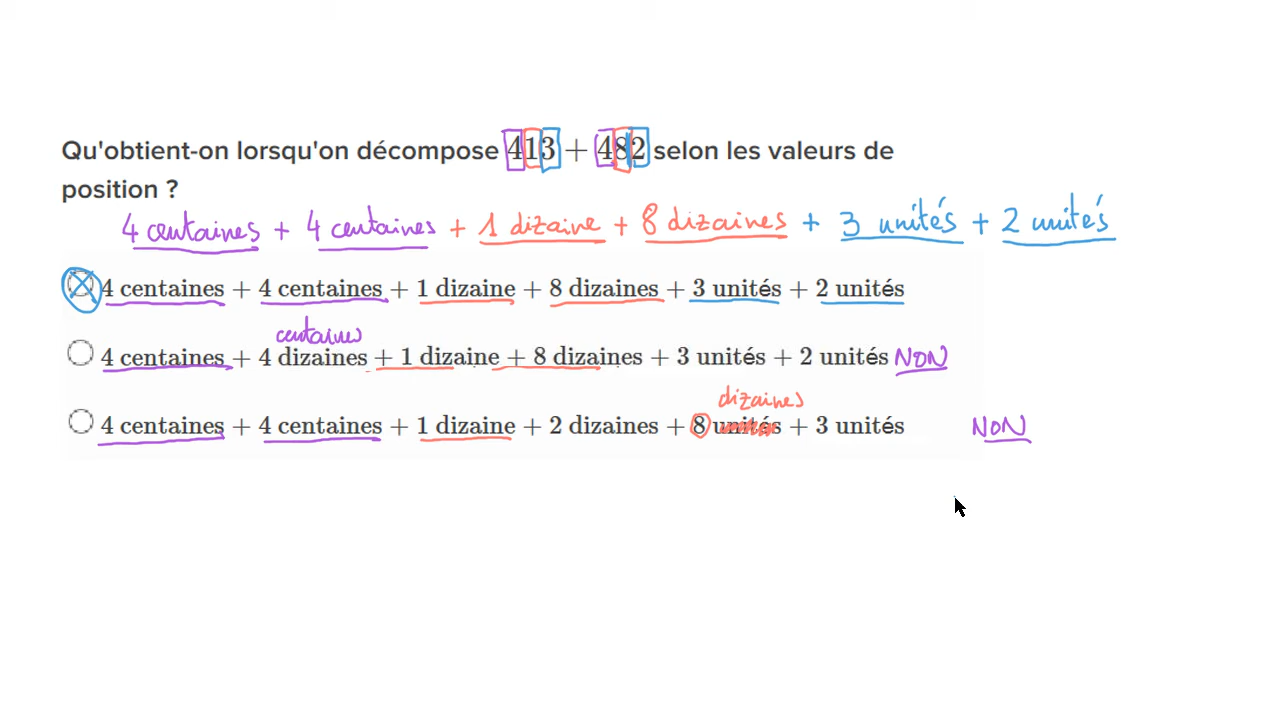 Qu'obtient-on lorsqu'on décompose 413 + 482 selon les valeurs de
position ?
4 centaines + 4 centaines + 1 dizaine + 8 dizaines + 3 unités + 2 unités
4 centaines + 4 centaines + 1 dizaine + 8 dizaines + 3 unités + 2 unités
centaines
4 centaines + 4 dizaines + 1 dizaine + 8 dizaines + 3 unités + 2 unités NON
dizaines
4 centaines + 4 centaines + 1 dizaine + 2 dizaines + 8 unités + 3 unités NON